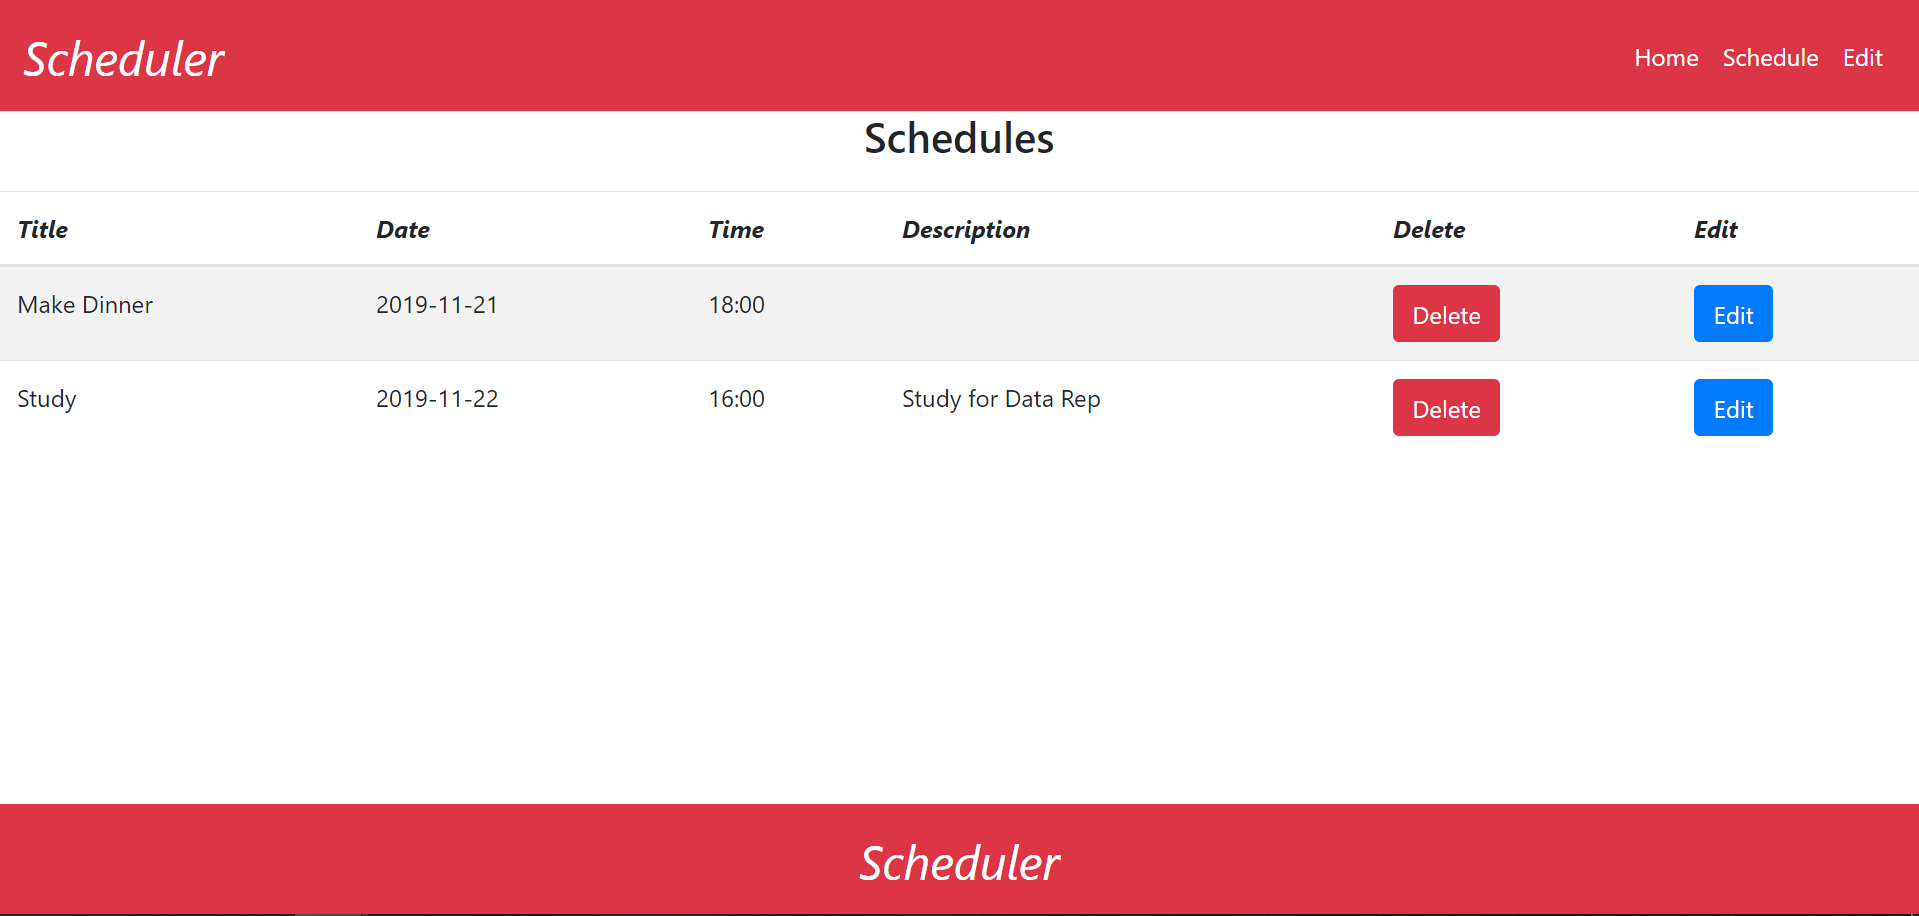 Scheduler Home Schedule Edit
Schedules
Title Date Time Description Delete Edit
Make Dinner 2019-11-21 18:00 Delete Edit
Study 2019-11-22 16:00 Study for Data Rep Delete Edit
Scheduler